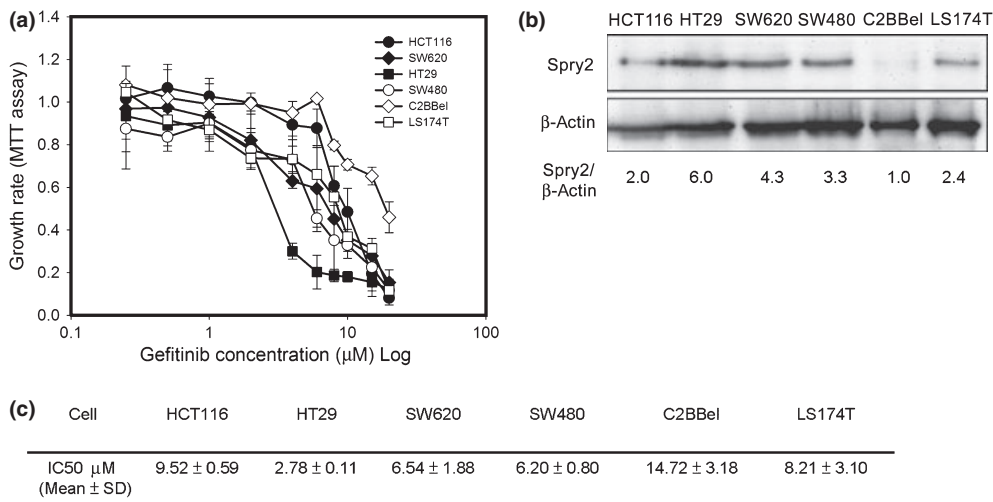 (a)
1.4
1.2
1.0
0.8
0.6
0.4
0.2
0.0
Growth rate (MTT assay)
0.1
1
10
100
Gefitinib concentration (μM) Log
HCT116
SW620
HT29
SW480
C2BBel
LS174T
(b)
HCT116 HT29 SW620 SW480 C2BBel LS174T
Spry2
β-Actin
Spry2/
β-Actin
2.0 6.0 4.3 3.3 1.0 2.4
(c)
Cell HCT116 HT29 SW620 SW480 C2BBel LS174T
IC50 μM 9.52 ± 0.59 2.78 ± 0.11 6.54 ± 1.88 6.20 ± 0.80 14.72 ± 3.18 8.21 ± 3.10
(Mean ± SD)